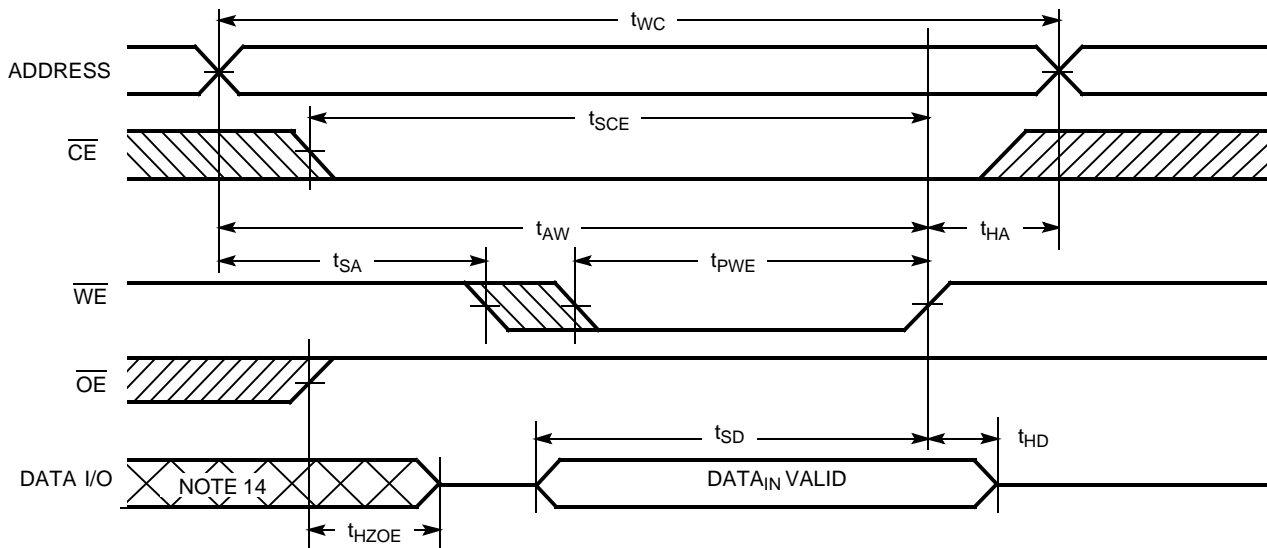 tWC
ADDRESS
tSCE
CE
tAW
tHA
tSA
tPWE
WE
OE
tSD
tHD
DATA I/O
NOTE 14
DATAIN VALID
tHZOE